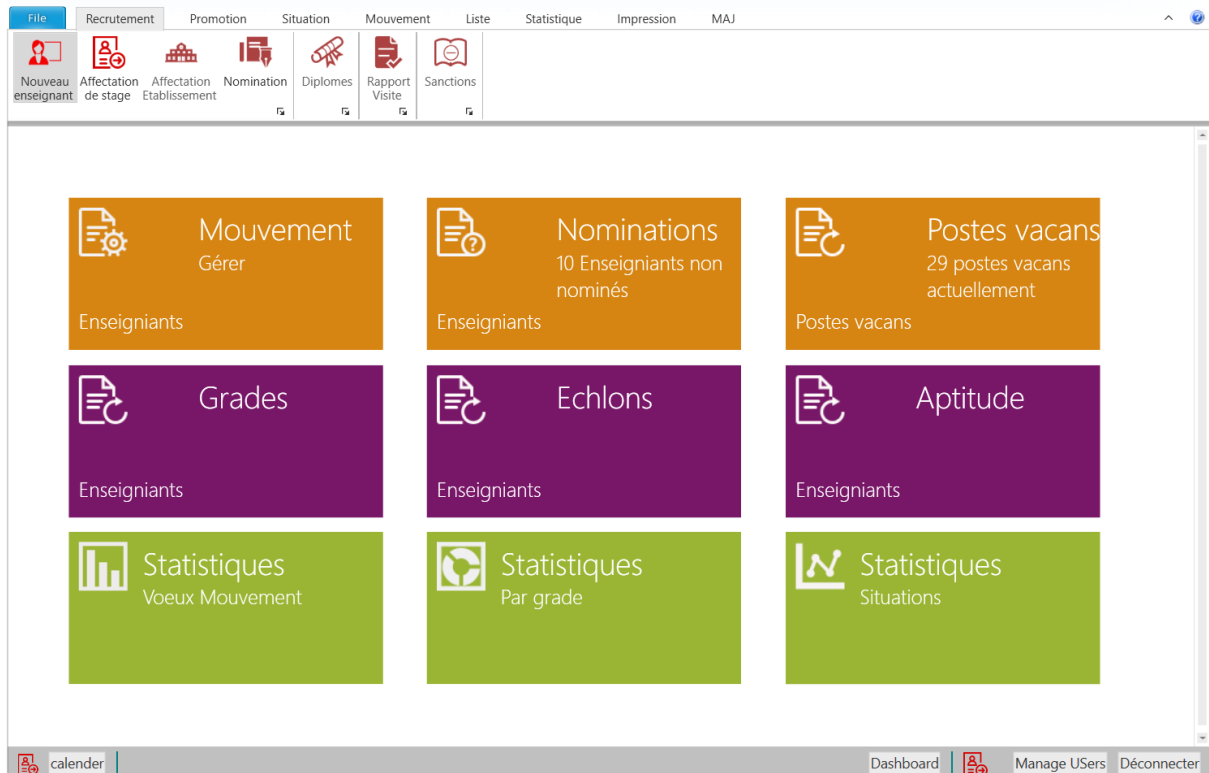 File Recrutement Promotion Situation Mouvement Liste Statistique Impression MAJ
Nouveau enseignant
Affectation de stage
Affectation Etablissement
Nomination
Diplomes
Rapport Visite
Sanctions
Mouvement
Gérer
Enseigniants
Nominations
10 Enseigniants non
nominés
Enseigniants
Postes vacans
29 postes vacans
actuellement
Postes vacans
Grades
Enseigniants
Echlons
Enseigniants
Aptitude
Enseigniants
Statistiques
Voeux Mouvement
Statistiques
Par grade
Statistiques
Situations
calender Dashboard Manage USers Déconnecter